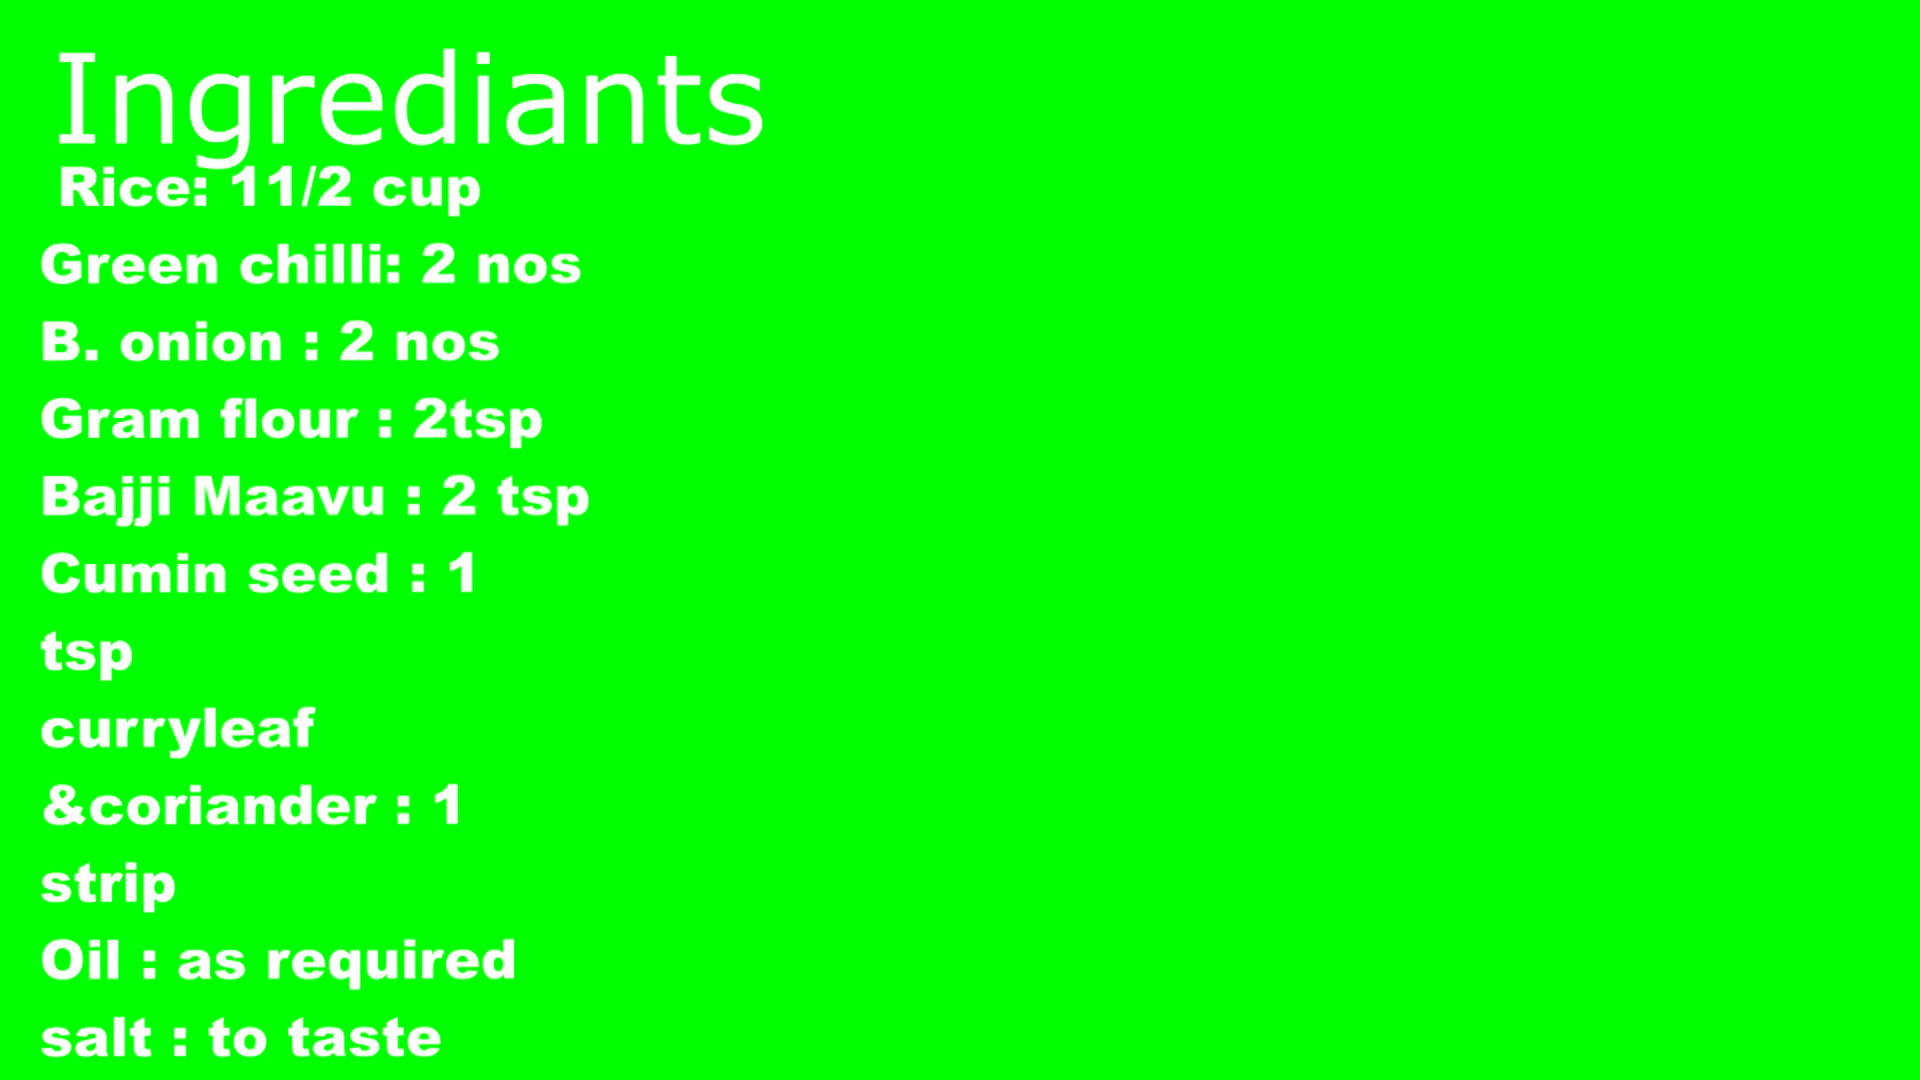 Ingrediants
Rice: 11/2 cup
Green chilli: 2 nos
B. onion : 2 nos
Gram flour : 2tsp
Bajji Maavu : 2 tsp
Cumin seed : 1
tsp
curryleaf
&coriander : 1
strip
Oil : as required
salt : to taste